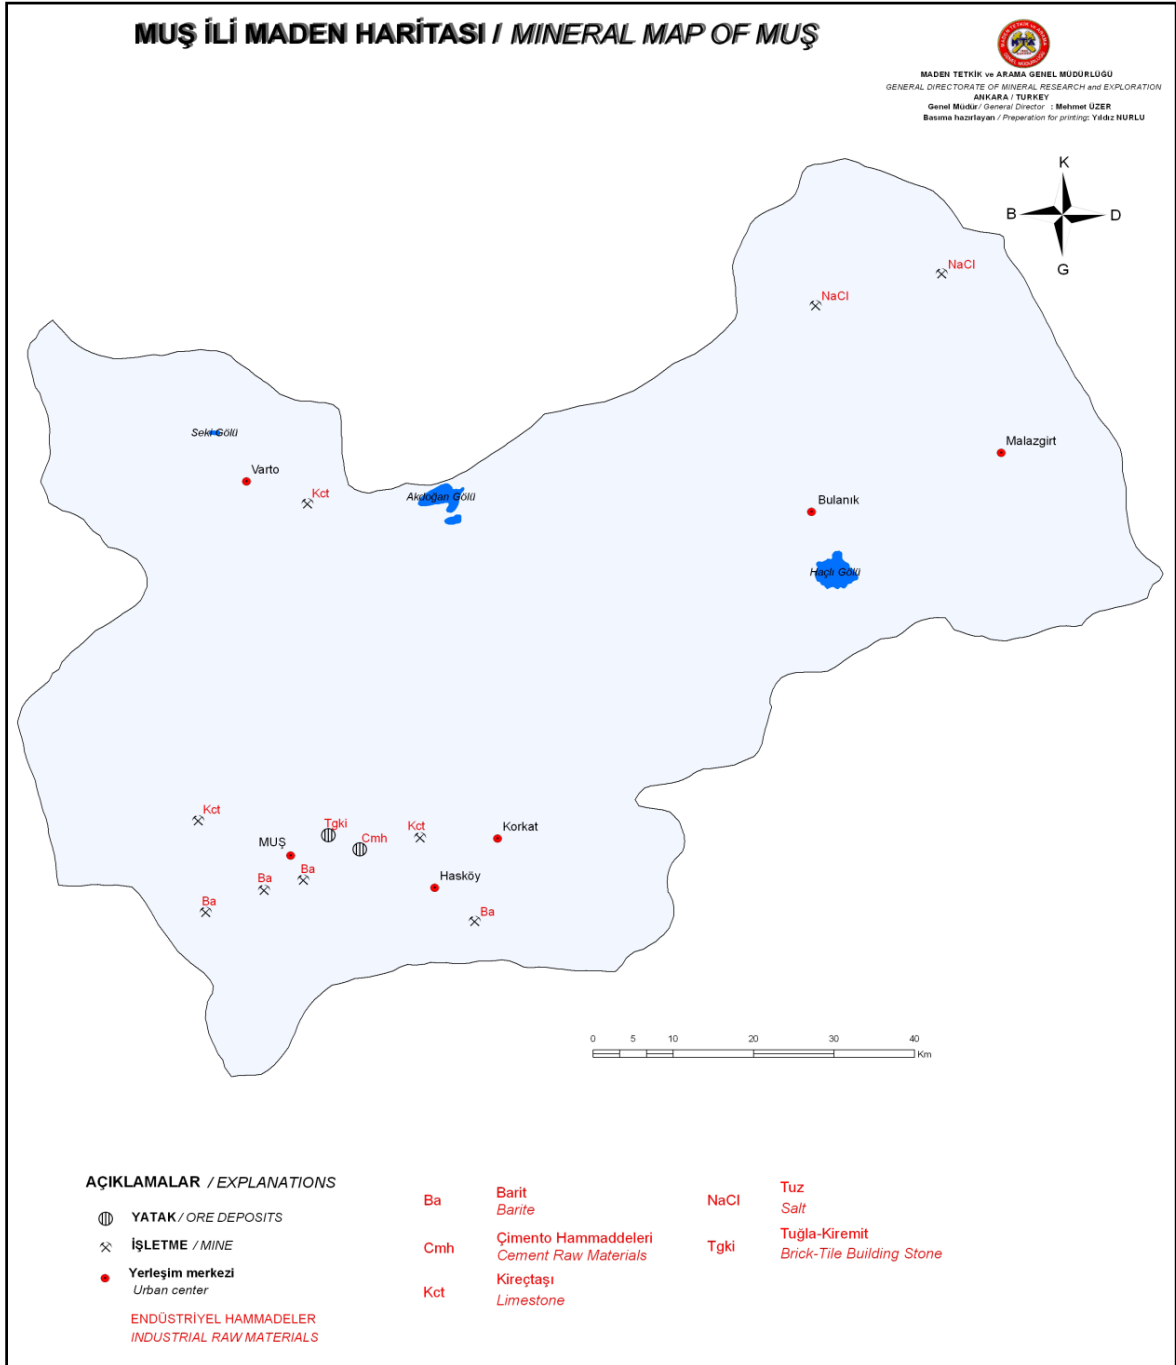 MUŞ İLİ MADEN HARİTASI / MINERAL MAP OF MUŞ
MADEN TETKİK ve ARAMA GENEL MÜDÜRLÜĞÜ
GENERAL DIRECTORATE OF MINERAL RESEARCH and EXPLORATION
ANKARA / TURKEY
Genel Müdür/ General Director : Mehmet ÜZER
Basıma hazırlayan / Preperation for printing: Yıldız NURLU
K
B
D
G
NaCl
NaCl
Seki Gölü
Malazgirt
Varto
Kct
Akdoğan Gölü
Bulanık
Haçlı Gölü
Kct
Tgki
Kct
Korkat
MUŞ
Cmh
Ba
Ba
Hasköy
Ba
Ba
0 5 10 20 30 40
Km
AÇIKLAMALAR / EXPLANATIONS
YATAK / ORE DEPOSITS
İŞLETME / MINE
Yerleşim merkezi
Urban center
ENDÜSTRİYEL HAMMADELER
INDUSTRIAL RAW MATERIALS
Ba
Barit
Barite
Cmh
Çimento Hammaddeleri
Cement Raw Materials
Kct
Kireçtaşı
Limestone
NaCl
Tuz
Salt
Tgki
Tuğla-Kiremit
Brick-Tile Building Stone